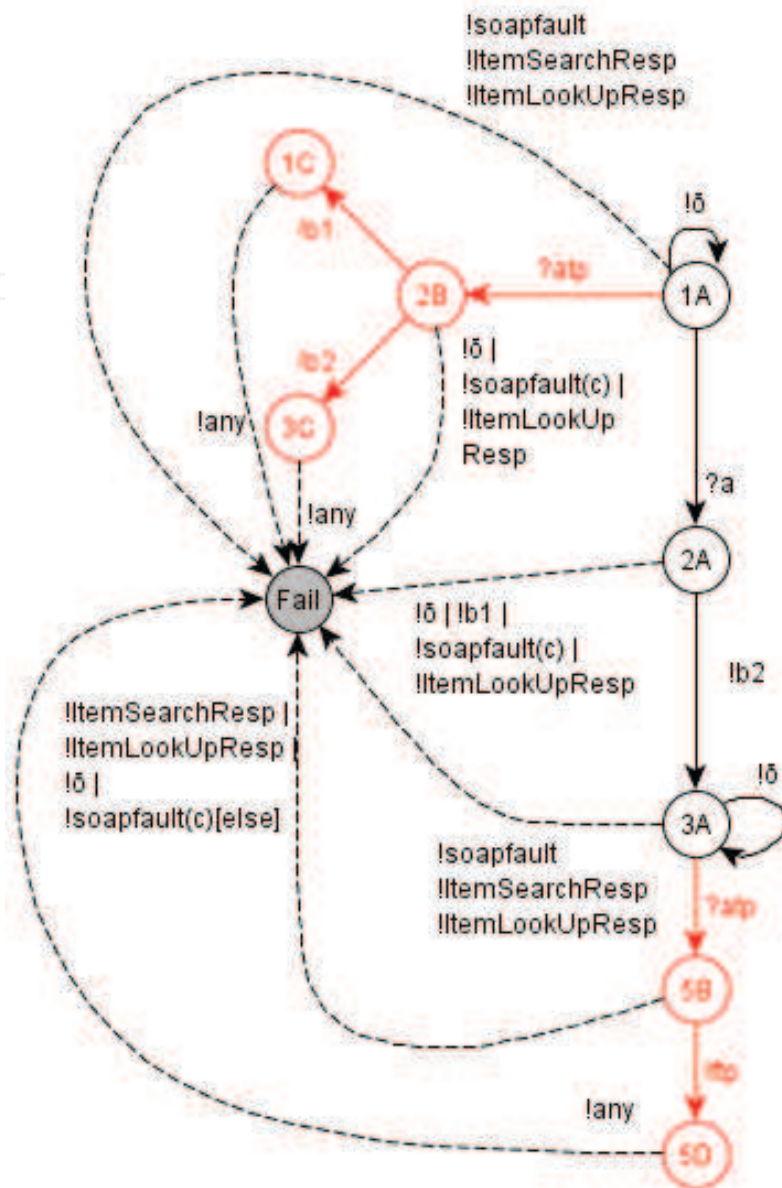 !soapfault
!ItemSearchResp
!ItemLookUpResp
1C
!δ
!b1
?atp
2B
1A
!b2
!δ |
!soapfault(c) |
!ItemLookUp
Resp
!any
3C
?a
!any
2A
Fail
!δ | !b1 |
!soapfault(c) |
!ItemLookUpResp
!b2
!ItemSearchResp |
!ItemLookUpResp |
!δ |
!soapfault(c)[else]
!δ
3A
!soapfault
!ItemSearchResp
!ItemLookUpResp
?atp
5B
!any
5D